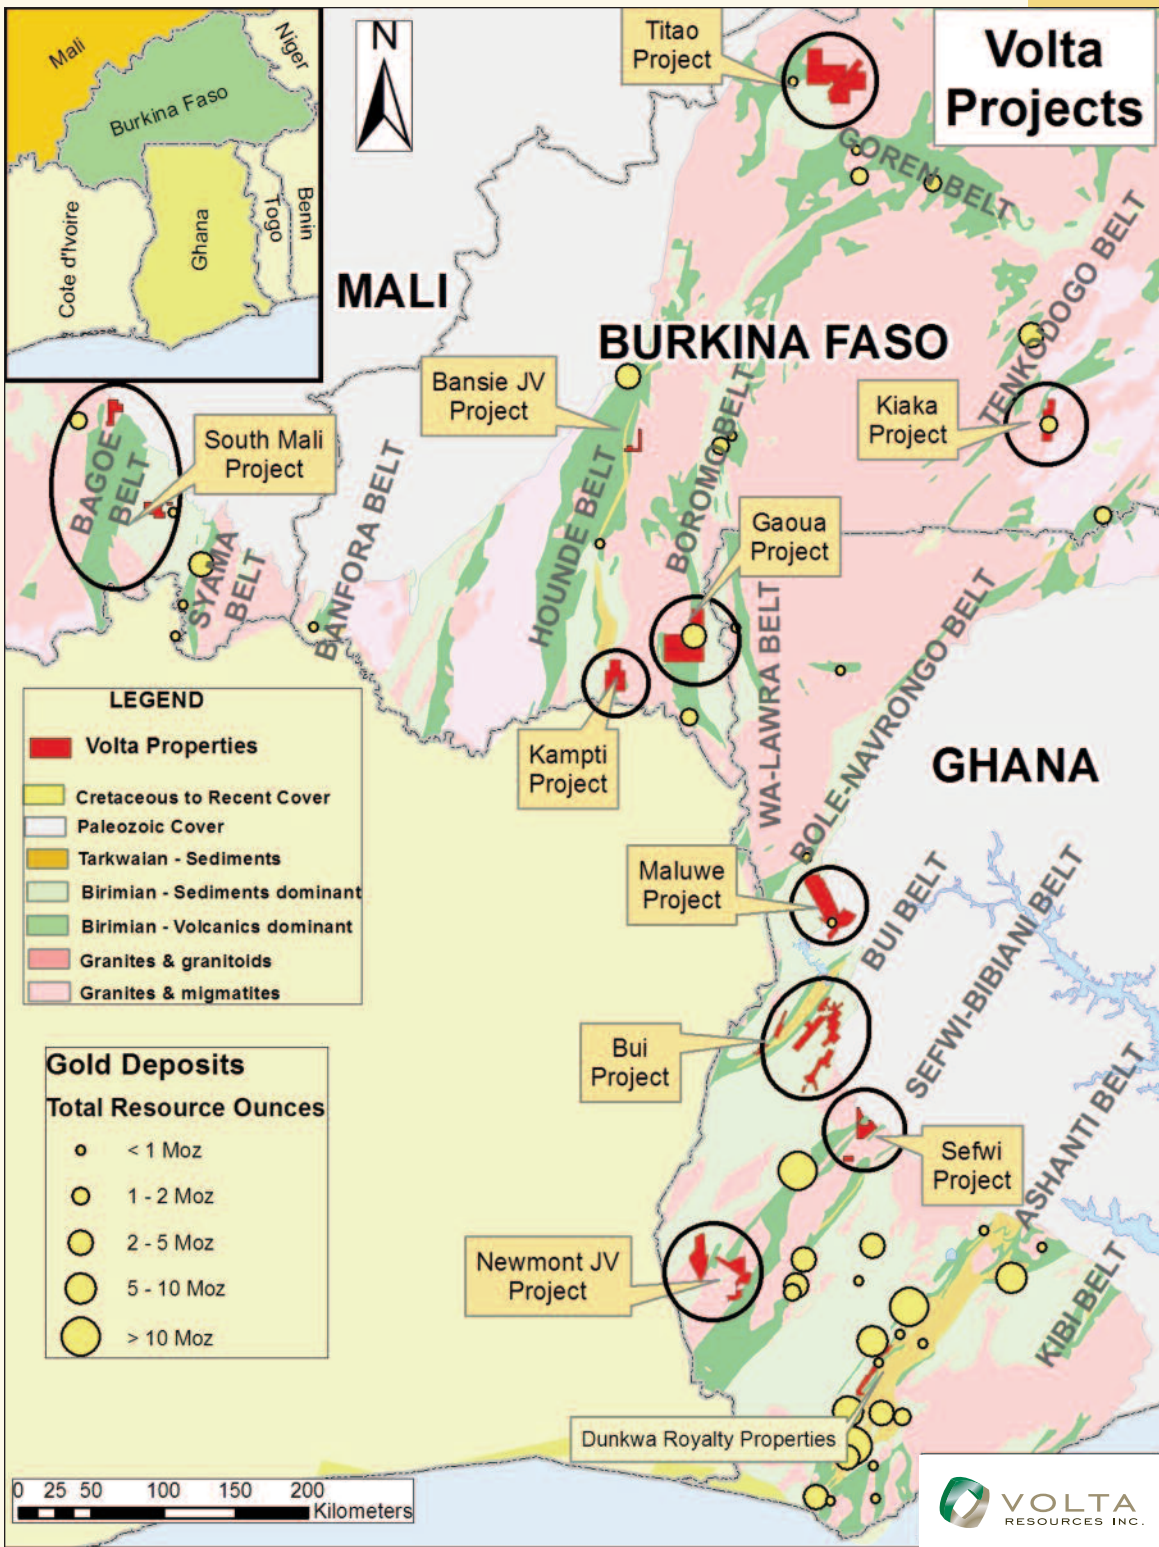 Volta
Projects
Mali
Niger
Burkina Faso
Cote d'Ivoire
Ghana
Togo
Benin
N
Titao
Project
GOREN BELT
MALI
BURKINA FASO
TENKODOGO BELT
Bansie JV
Project
Kiaka
Project
South Mali
Project
BAGOE
BELT
SYAMA
BELT
BANFORA BELT
HOUNDE BELT
BOROMO BELT
Gaoua
Project
WA-LAWRA BELT
BOLE-NAVRONGO BELT
Kampti
Project
GHANA
LEGEND
Volta Properties
Cretaceous to Recent Cover
Paleozoic Cover
Tarkwaian - Sediments
Birimian - Sediments dominant
Birimian - Volcanics dominant
Granites & granitoids
Granites & migmatites
Maluwe
Project
BUI BELT
SEFWI-BIBIANI BELT
Bui
Project
ASHANTI BELT
Sefwi
Project
KIBI BELT
Newmont JV
Project
Gold Deposits
Total Resource Ounces
< 1 Moz
1 - 2 Moz
2 - 5 Moz
5 - 10 Moz
> 10 Moz
Dunkwa Royalty Properties
0 25 50 100 150 200
Kilometers
VOLTA
RESOURCES INC.